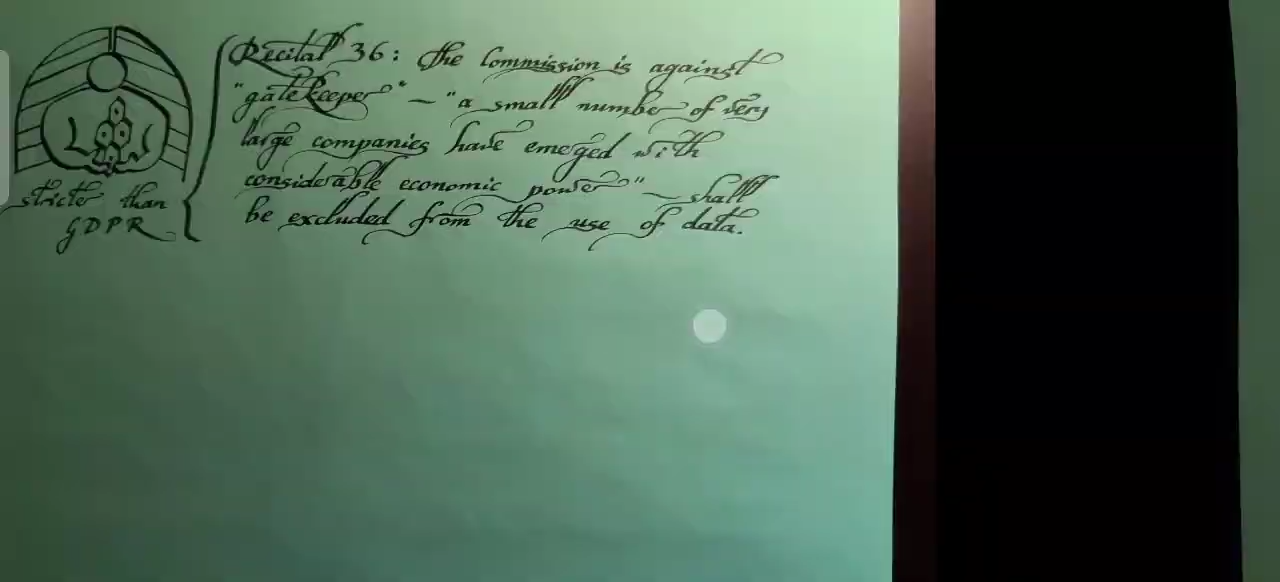 Recital 36: the Commission is against
"gatekeeper" — "a small number of very
large companies have emerged with
considerable economic power" — shall
be excluded from the use of data.
stricter than
GDPR